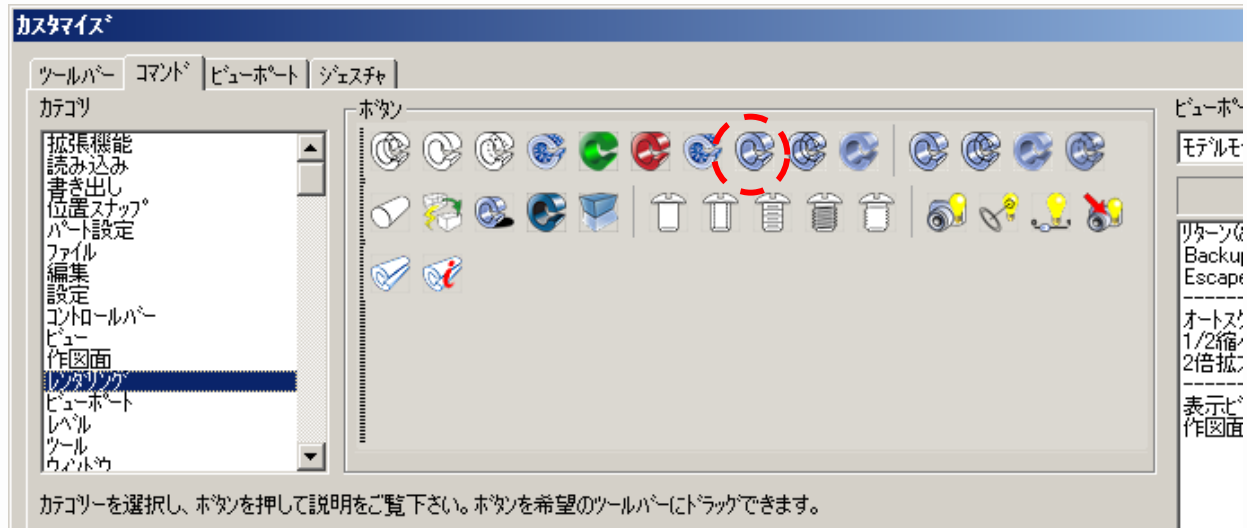 カスタマイズ
ツールバー コマンド ビューポート ジェスチャ
カテゴリ
拡張機能
読み込み
書き出し
位置スナップ
パート設定
ファイル
編集
設定
コントロールバー
ビュー
作図面
レンダリング
ビューポート
レベル
ツール
ウィンドウ
ボタン
ビューポー
モデルモ
リターン(
Backup
Escape
オートスケ
1/2縮
2倍拡
表示ビ
作図面
カテゴリーを選択し、ボタンを押して説明をご覧下さい。ボタンを希望のツールバーにドラッグできます。